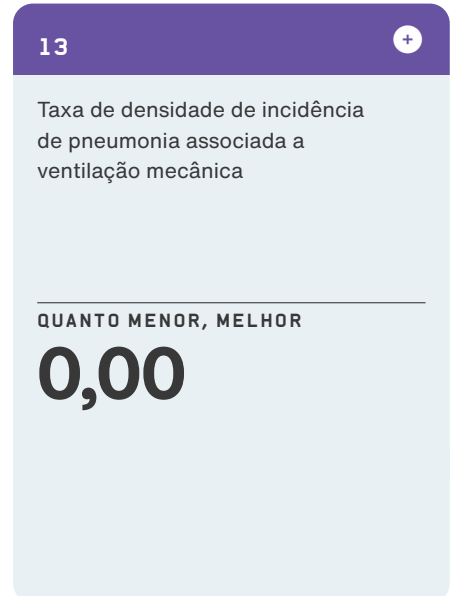 13
+
Taxa de densidade de incidência
de pneumonia associada a
ventilação mecânica
QUANTO MENOR, MELHOR
0,00